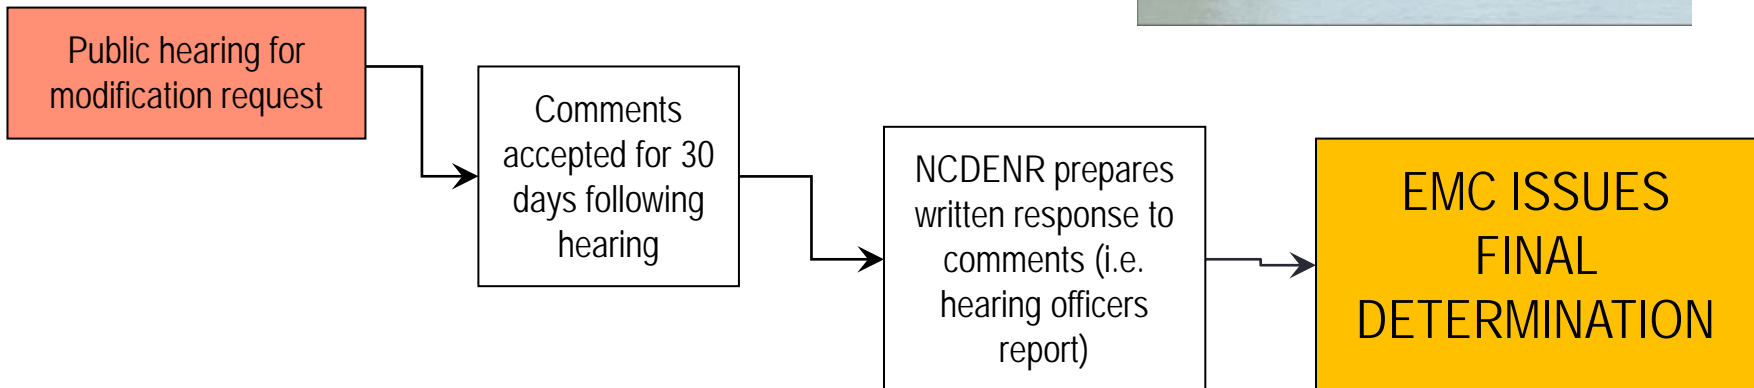 Public hearing for
modification request
Comments
accepted for 30
days following
hearing
NCDENR prepares
written response to
comments (i.e.
hearing officers
report)
EMC ISSUES
FINAL
DETERMINATION